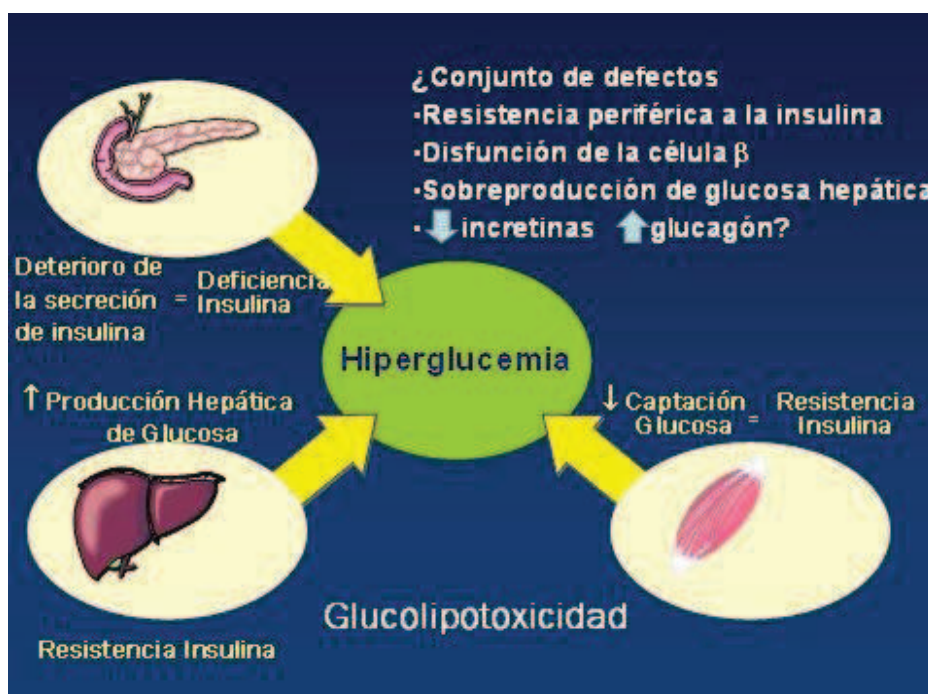 ¿Conjunto de defectos
·Resistencia periférica a la insulina
·Disfunción de la célula β
·Sobreproducción de glucosa hepática
·⬇incretinas ⬆glucagón?
Deterioro de
la secreción
de insulina
=
Deficiencia
Insulina
Hiperglucemia
↑ Producción Hepática
de Glucosa
↓ Captación
Glucosa
=
Resistencia
Insulina
Glucolipotoxicidad
Resistencia Insulina